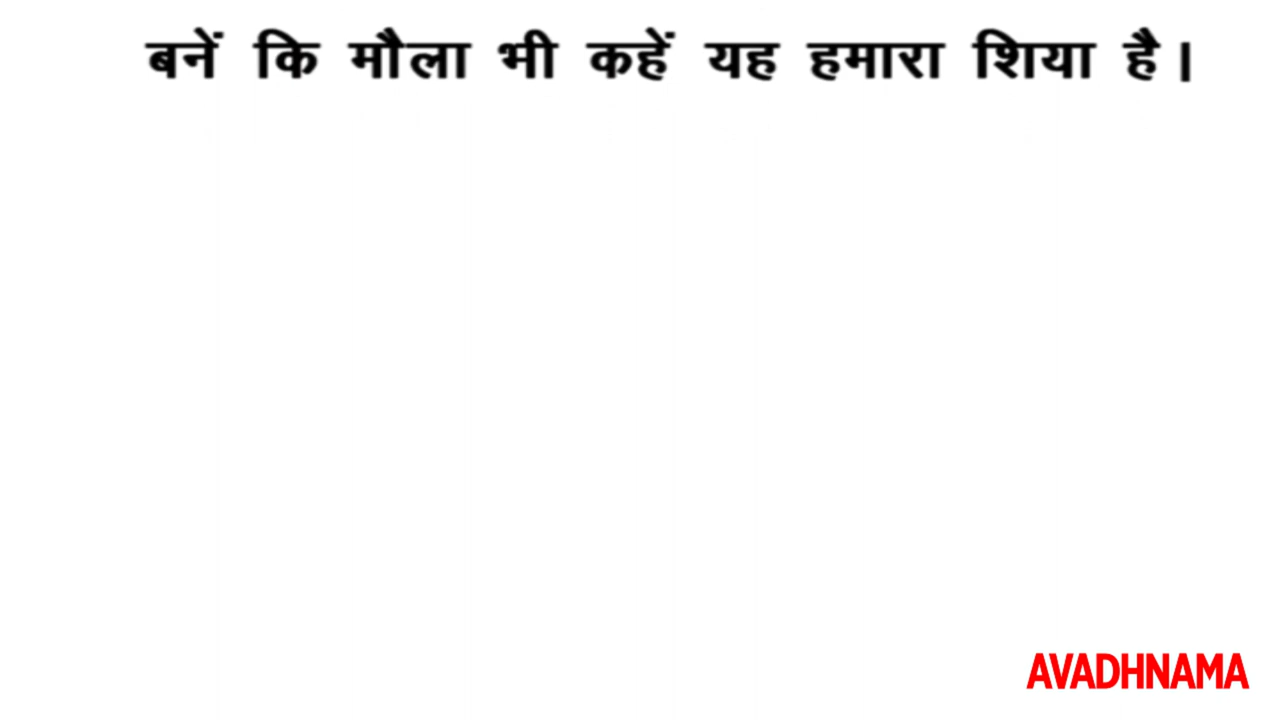 बनें कि मौला भी कहें यह हमारा शिया है।
AVADHNAMA